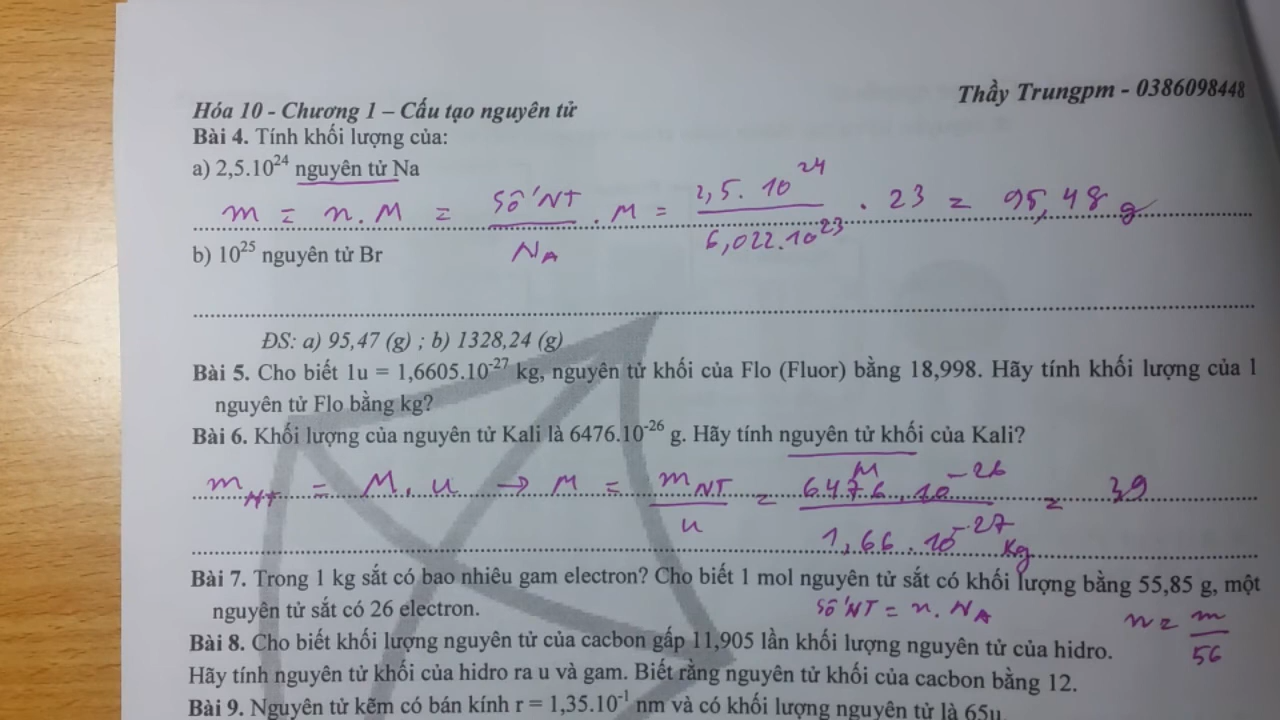 Hóa 10 - Chương 1 – Cấu tạo nguyên tử
Thầy Trungpm - 0386098448
Bài 4. Tính khối lượng của:
a) 2,5.10²⁴ nguyên tử Na
m = n.M = Số NT / N_A . M = 2,5.10²⁴ / 6,022.10²³ . 23 = 95,48 g
b) 10²⁵ nguyên tử Br
ĐS: a) 95,47 (g) ; b) 1328,24 (g)
Bài 5. Cho biết 1u = 1,6605.10⁻²⁷ kg, nguyên tử khối của Flo (Fluor) bằng 18,998. Hãy tính khối lượng của 1
nguyên tử Flo bằng kg?
Bài 6. Khối lượng của nguyên tử Kali là 6476.10⁻²⁶ g. Hãy tính nguyên tử khối của Kali?
M
m_NT = M.u → M = m_NT / u = 6476.10⁻²⁶ / 1,66.10⁻²⁷ Kg = 39
Bài 7. Trong 1 kg sắt có bao nhiêu gam electron? Cho biết 1 mol nguyên tử sắt có khối lượng bằng 55,85 g, một
nguyên tử sắt có 26 electron.
Số NT = n.N_A
n = m / 56
Bài 8. Cho biết khối lượng nguyên tử của cacbon gấp 11,905 lần khối lượng nguyên tử của hidro.
Hãy tính nguyên tử khối của hidro ra u và gam. Biết rằng nguyên tử khối của cacbon bằng 12.
Bài 9. Nguyên tử kẽm có bán kính r = 1,35.10⁻¹ nm và có khối lượng nguyên tử là 65u